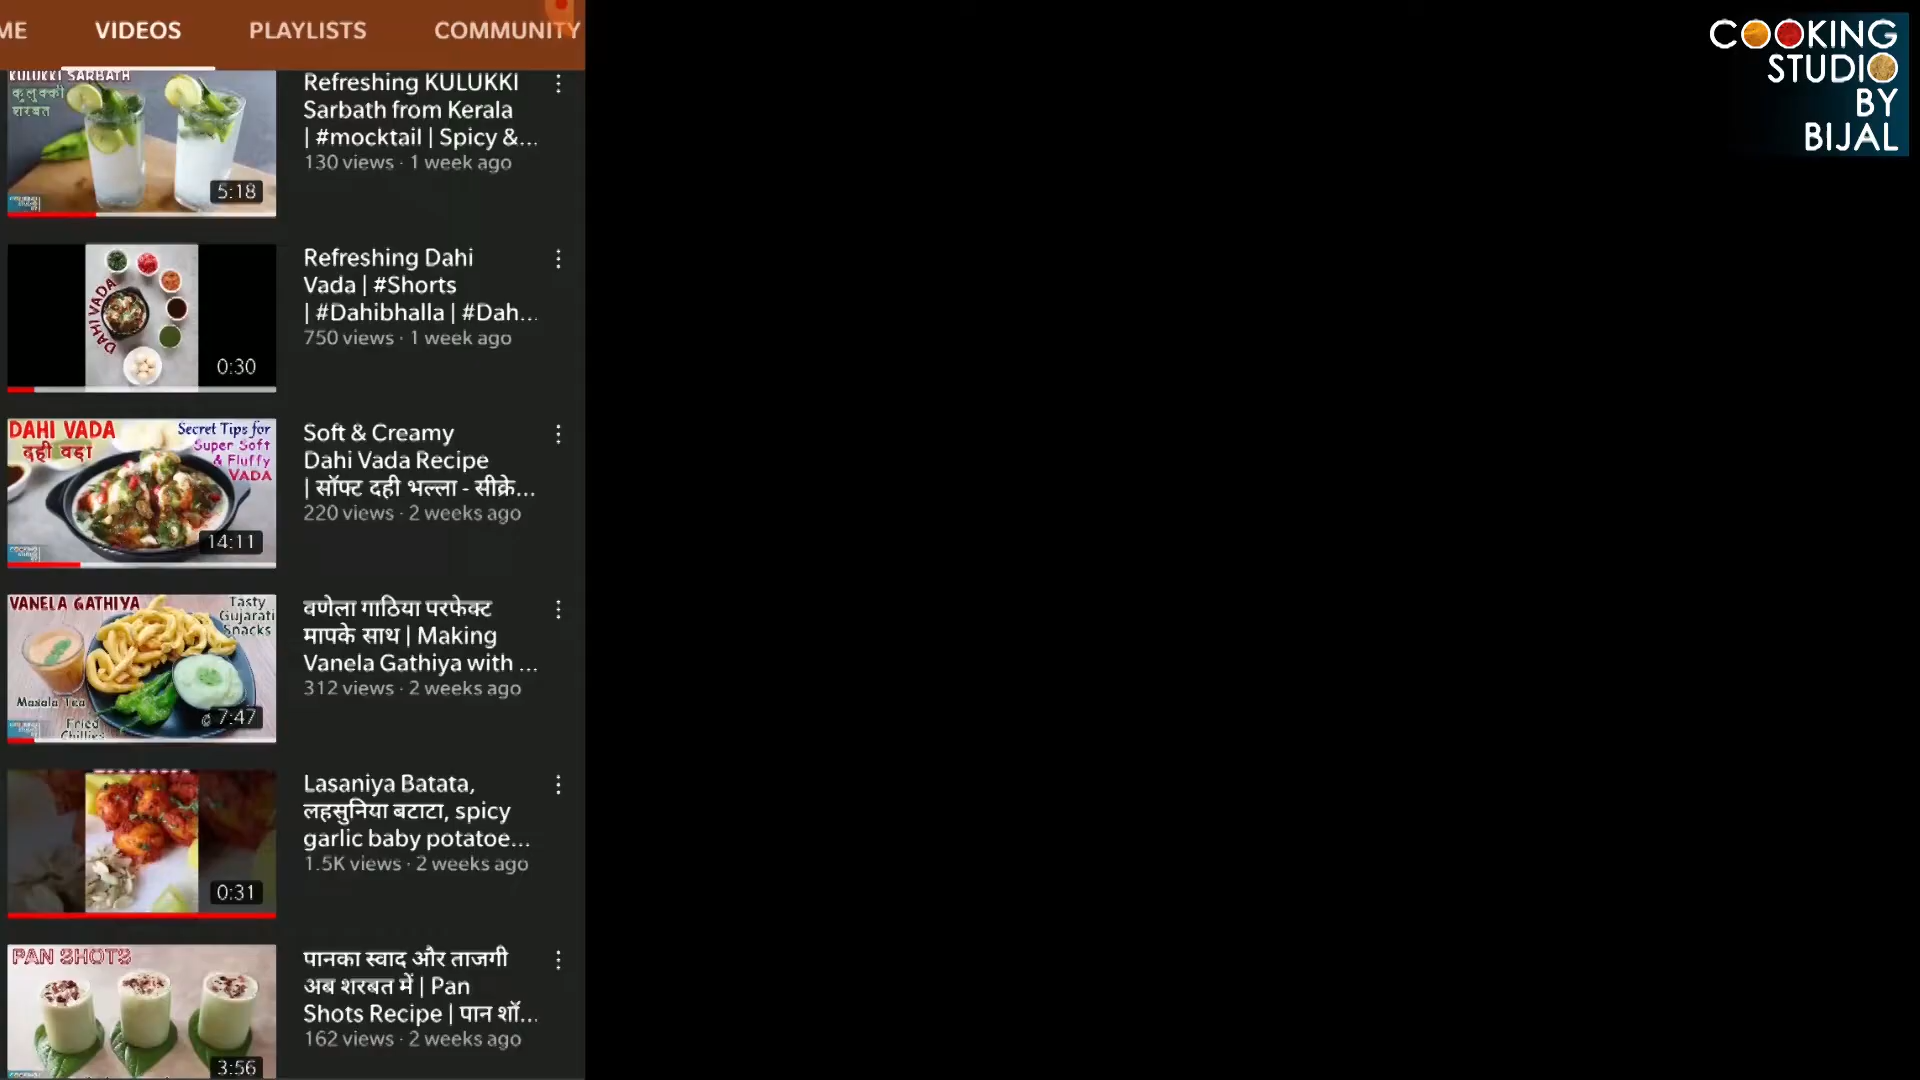 ME VIDEOS PLAYLISTS COMMUNITY
COOKING
STUDIO
BY
BIJAL
KULUKKI SARBATH
कुलुक्की
शरबत
5:18
Refreshing KULUKKI
Sarbath from Kerala
| #mocktail | Spicy &...
130 views · 1 week ago
DAHI VADA
0:30
Refreshing Dahi
Vada | #Shorts
| #Dahibhalla | #Dah...
750 views · 1 week ago
DAHI VADA
दही वड़ा
Secret Tips for
Super Soft
& Fluffy
VADA
14:11
Soft & Creamy
Dahi Vada Recipe
| सॉफ्ट दही भल्ला - सीक्रे...
220 views · 2 weeks ago
VANELA GATHIYA
Tasty
Gujarati
Snacks
Masala Tea
Fried
Chillies
7:47
वणेला गाठिया परफेक्ट
मापके साथ | Making
Vanela Gathiya with ...
312 views · 2 weeks ago
0:31
Lasaniya Batata,
लहसुनिया बटाटा, spicy
garlic baby potatoe...
1.5K views · 2 weeks ago
PAN SHOTS
3:56
पानका स्वाद और ताजगी
अब शरबत में | Pan
Shots Recipe | पान शॉ...
162 views · 2 weeks ago